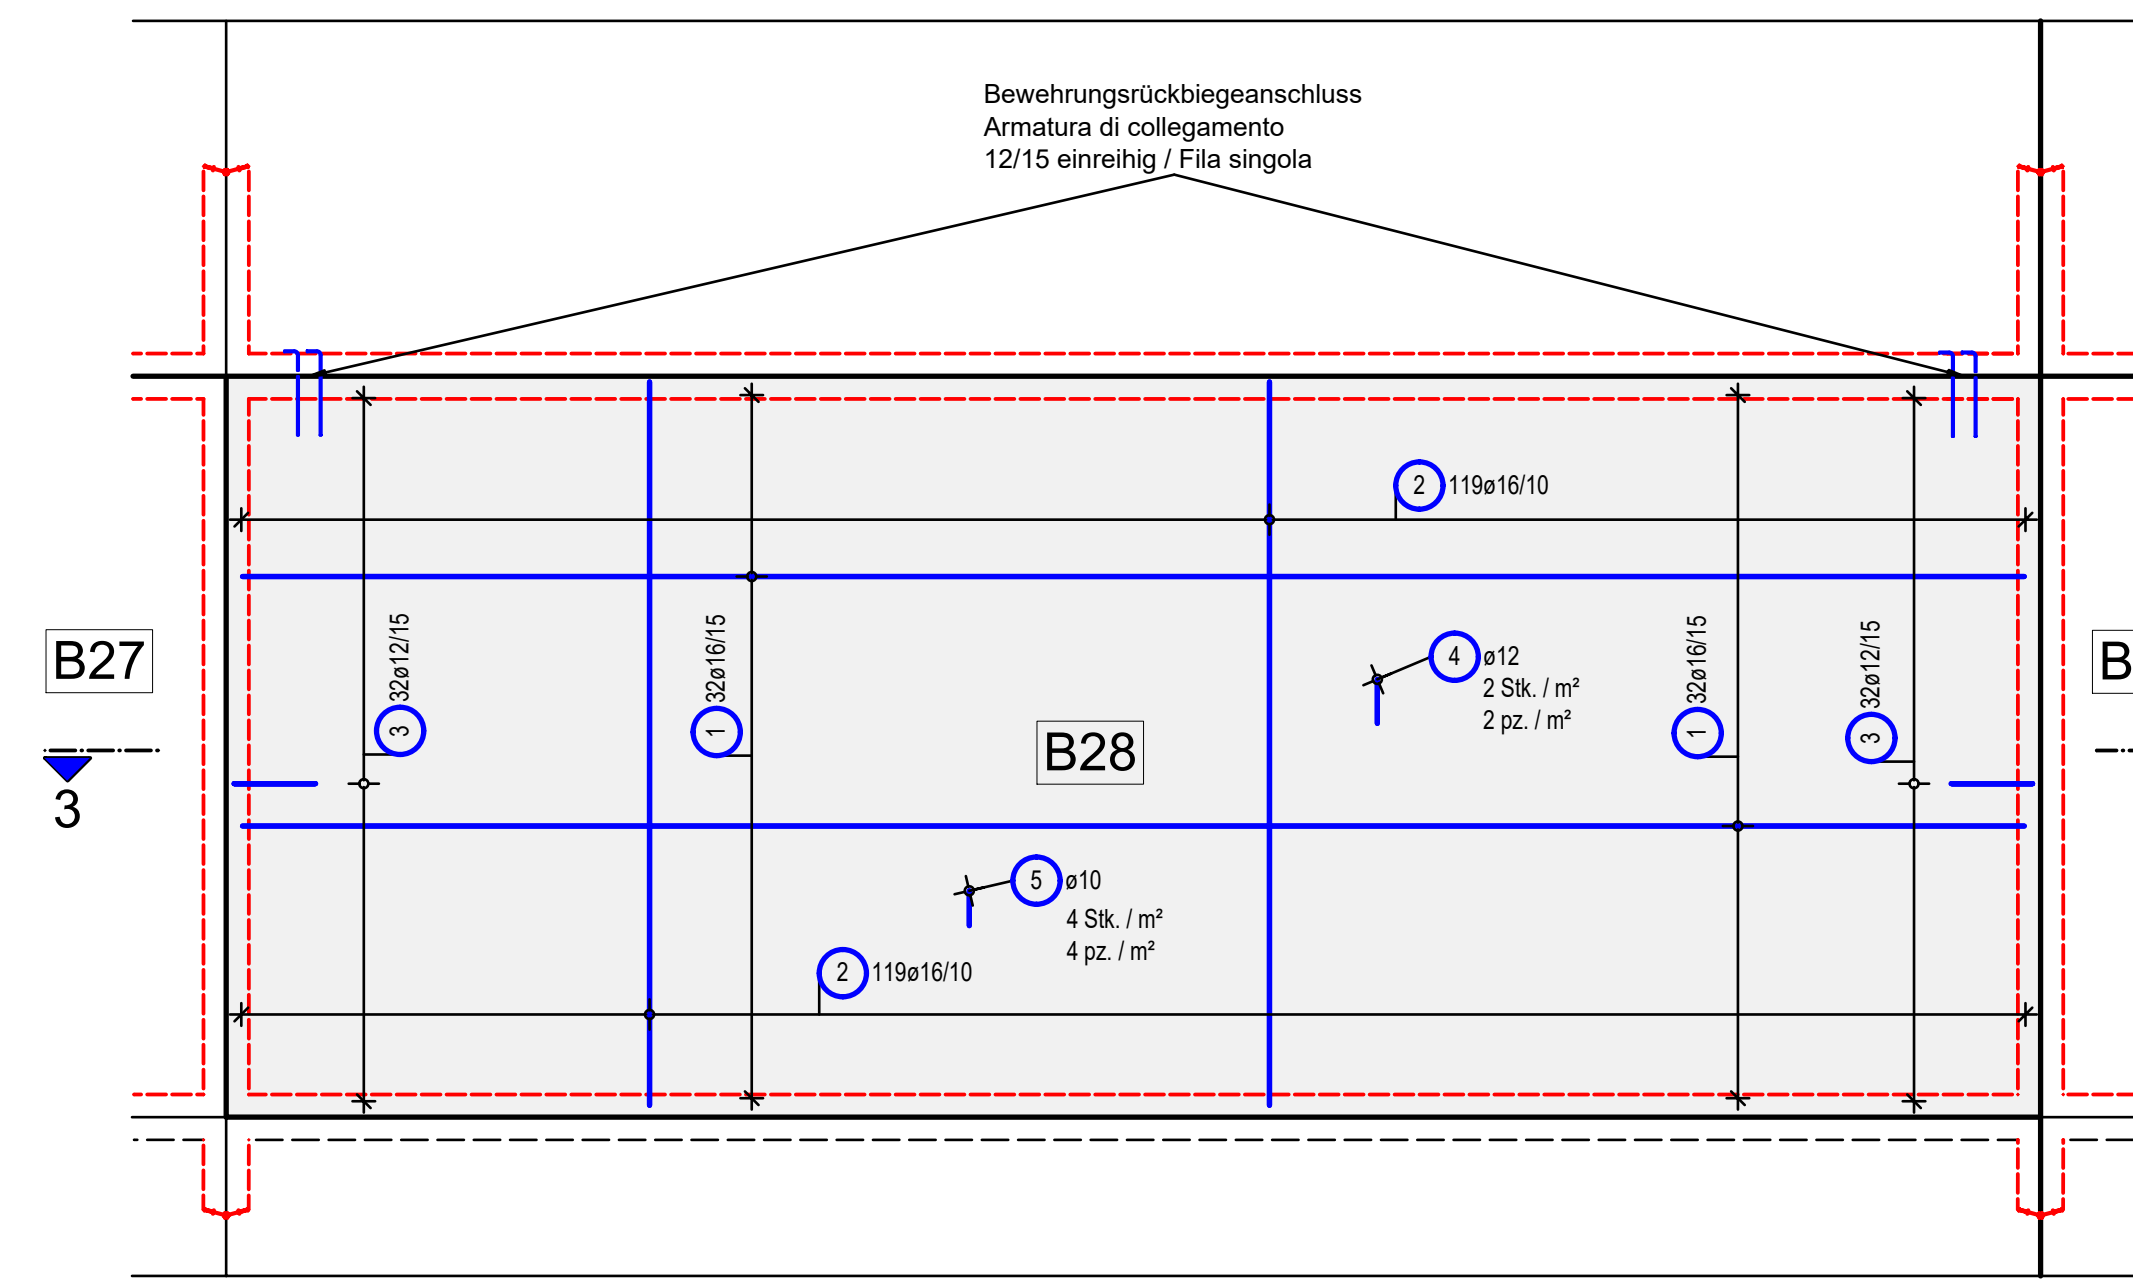 Bewehrungsrückbiegeanschluss
Armatura di collegamento
12/15 einreihig / Fila singola
2 119ø16/10
B27
3
3 32ø12/15
1 32ø16/15
4 ø12
2 Stk. / m²
2 pz. / m²
B28
1 32ø16/15
3 32ø12/15
B
5 ø10
4 Stk. / m²
4 pz. / m²
2 119ø16/10